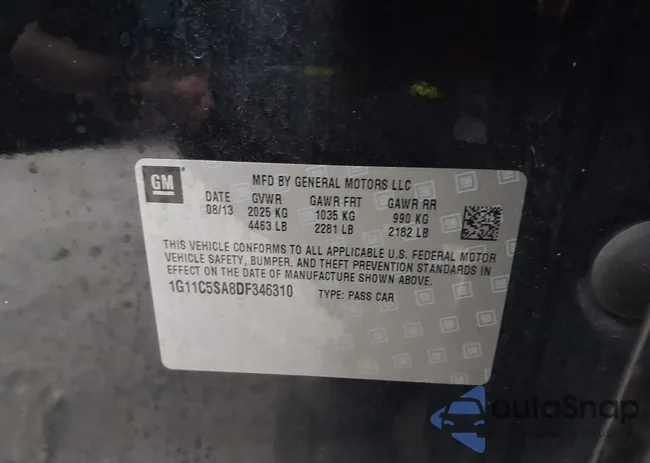 GM
MFD BY GENERAL MOTORS LLC
DATE GVWR GAWR FRT GAWR RR
08/13 2025 KG 1035 KG 990 KG
4463 LB 2281 LB 2182 LB
THIS VEHICLE CONFORMS TO ALL APPLICABLE U.S. FEDERAL MOTOR
VEHICLE SAFETY, BUMPER, AND THEFT PREVENTION STANDARDS IN
EFFECT ON THE DATE OF MANUFACTURE SHOWN ABOVE.
1G11C5SA8DF346310 TYPE: PASS CAR
autoSnap